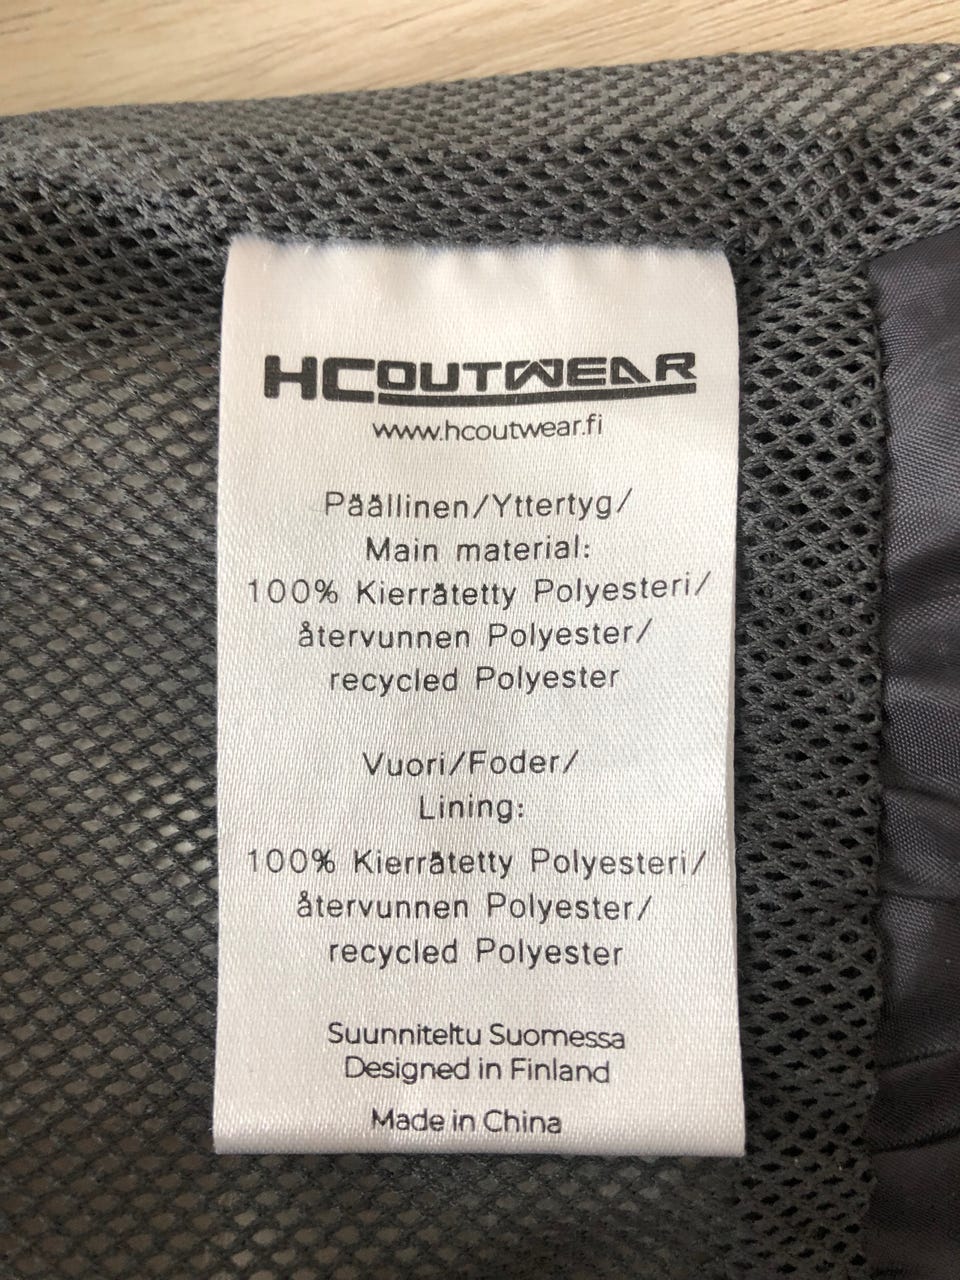 HCOUTWEAR
www.hcoutwear.fi
Päällinen/Yttertyg/
Main material:
100% Kierrätetty Polyesteri/
återvunnen Polyester/
recycled Polyester
Vuori/Foder/
Lining:
100% Kierrätetty Polyesteri/
återvunnen Polyester/
recycled Polyester
Suunniteltu Suomessa
Designed in Finland
Made in China